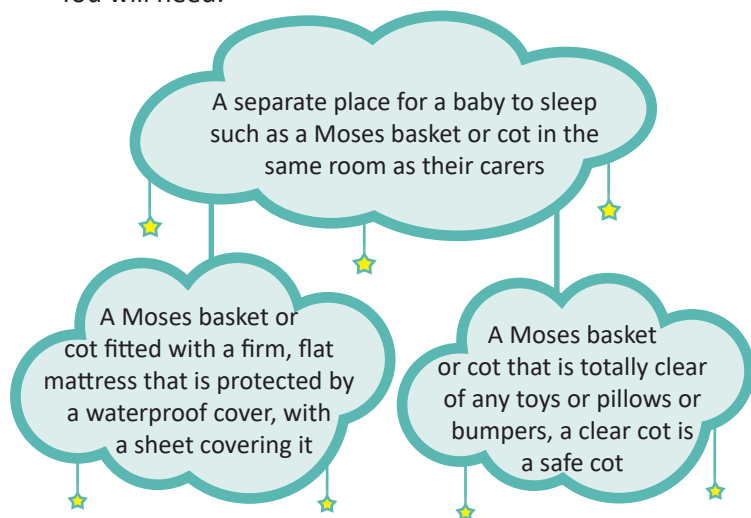 You will need:
A separate place for a baby to sleep
such as a Moses basket or cot in the
same room as their carers
A Moses basket or
cot fitted with a firm, flat
mattress that is protected by
a waterproof cover, with
a sheet covering it
A Moses basket
or cot that is totally clear
of any toys or pillows or
bumpers, a clear cot is
a safe cot